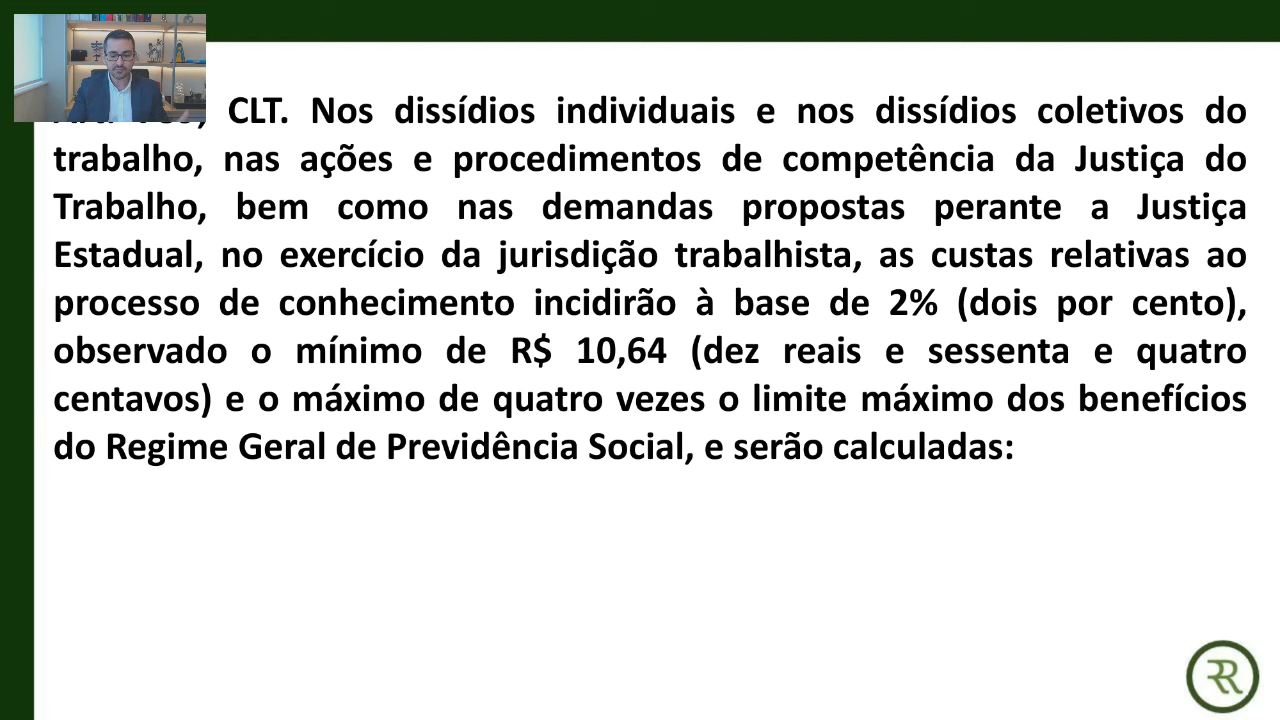 CLT. Nos dissídios individuais e nos dissídios coletivos do
trabalho, nas ações e procedimentos de competência da Justiça do
Trabalho, bem como nas demandas propostas perante a Justiça
Estadual, no exercício da jurisdição trabalhista, as custas relativas ao
processo de conhecimento incidirão à base de 2% (dois por cento),
observado o mínimo de R$ 10,64 (dez reais e sessenta e quatro
centavos) e o máximo de quatro vezes o limite máximo dos benefícios
do Regime Geral de Previdência Social, e serão calculadas: